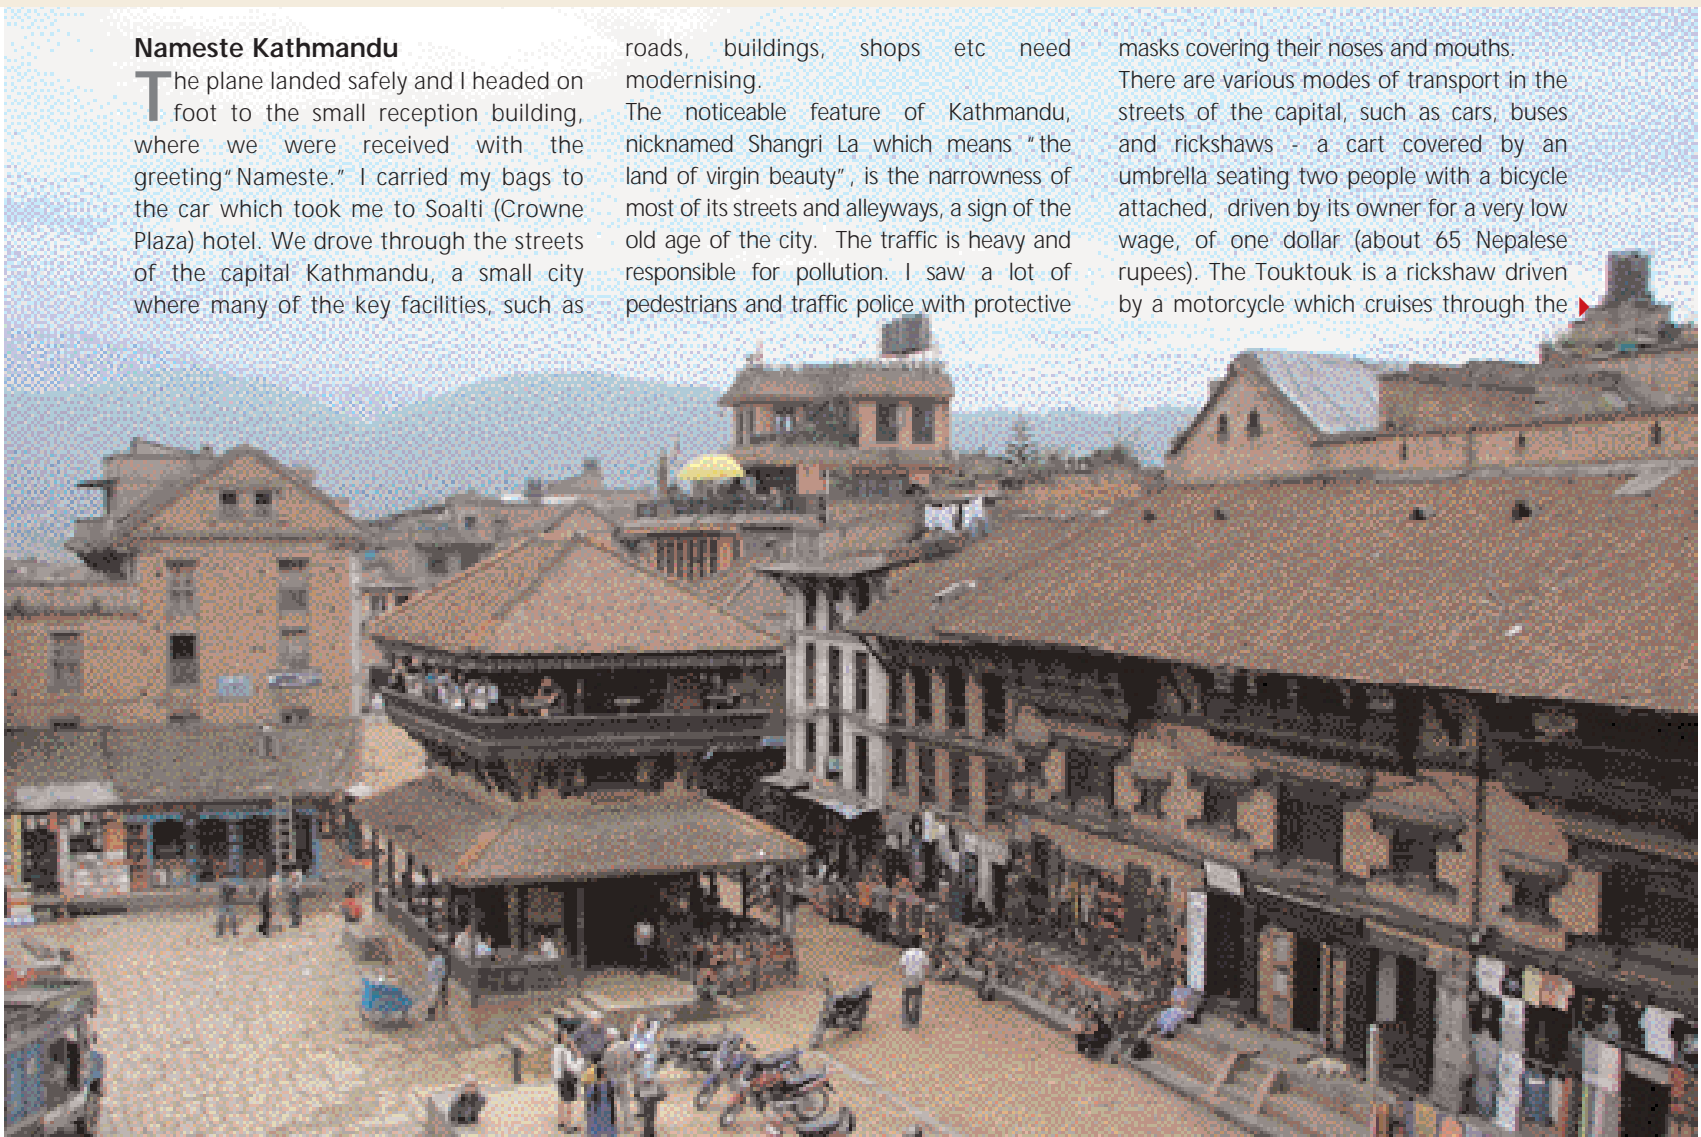 Nameste Kathmandu
The plane landed safely and I headed on
foot to the small reception building,
where we were received with the
greeting“Nameste.” I carried my bags to
the car which took me to Soalti (Crowne
Plaza) hotel. We drove through the streets
of the capital Kathmandu, a small city
where many of the key facilities, such as
roads, buildings, shops etc need
modernising.
The noticeable feature of Kathmandu,
nicknamed Shangri La which means “the
land of virgin beauty”, is the narrowness of
most of its streets and alleyways, a sign of the
old age of the city. The traffic is heavy and
responsible for pollution. I saw a lot of
pedestrians and traffic police with protective
masks covering their noses and mouths.
There are various modes of transport in the
streets of the capital, such as cars, buses
and rickshaws - a cart covered by an
umbrella seating two people with a bicycle
attached, driven by its owner for a very low
wage, of one dollar (about 65 Nepalese
rupees). The Touktouk is a rickshaw driven
by a motorcycle which cruises through the